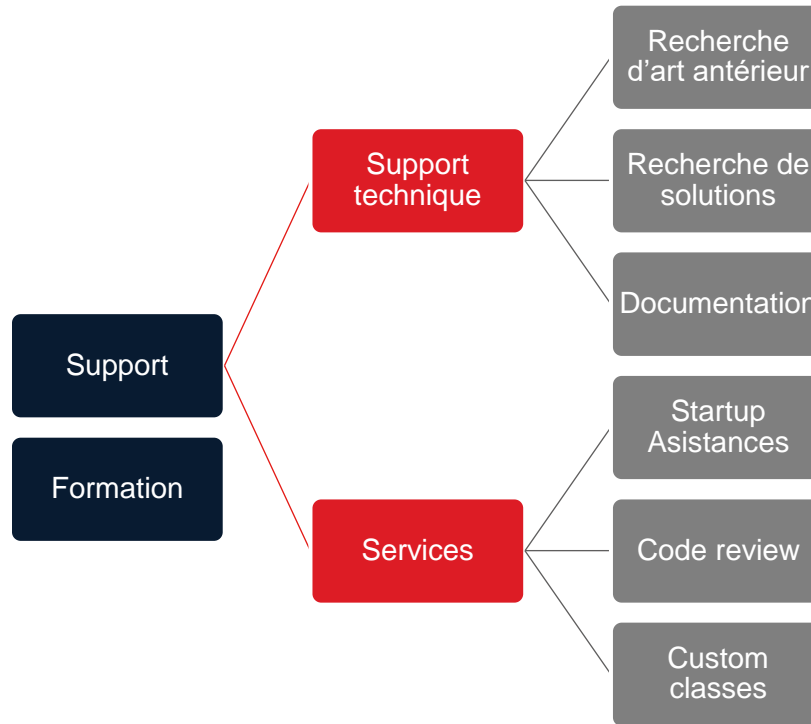 Support
Formation
Support
technique
Services
Recherche
d’art antérieur
Recherche de
solutions
Documentation
Startup
Asistances
Code review
Custom
classes